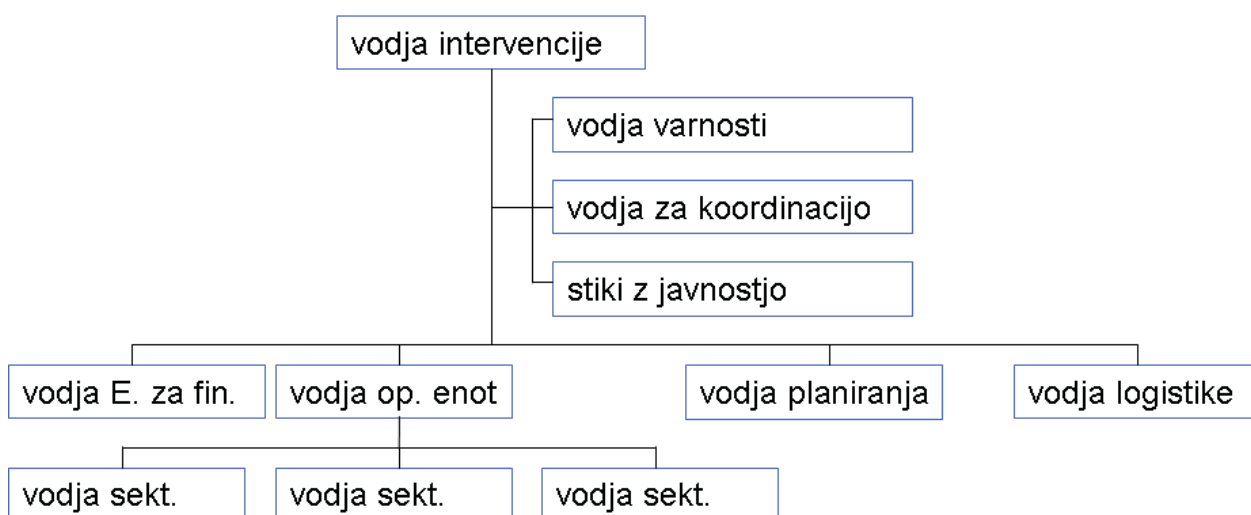 vodja intervencije
vodja varnosti
vodja za koordinacijo
stiki z javnostjo
vodja E. za fin.
vodja op. enot
vodja planiranja
vodja logistike
vodja sekt.
vodja sekt.
vodja sekt.